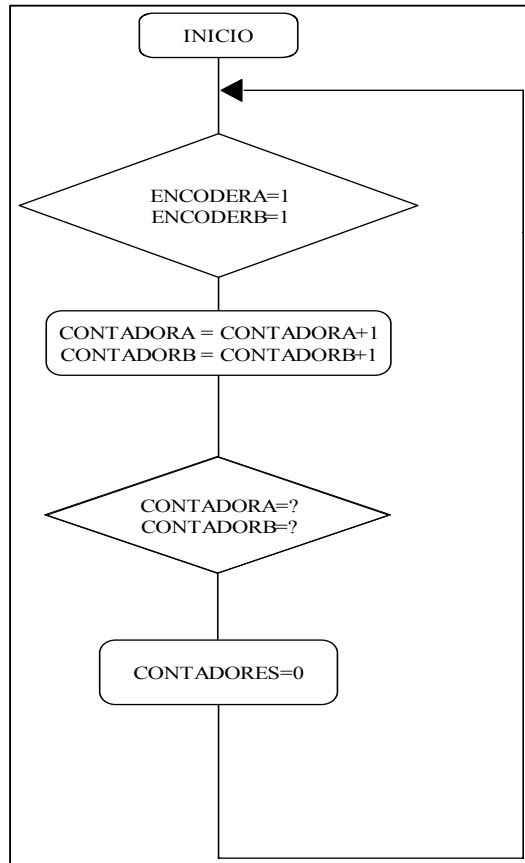 INICIO
ENCODERA=1
ENCODERB=1
CONTADORA = CONTADORA+1
CONTADORB = CONTADORB+1
CONTADORA=?
CONTADORB=?
CONTADORES=0